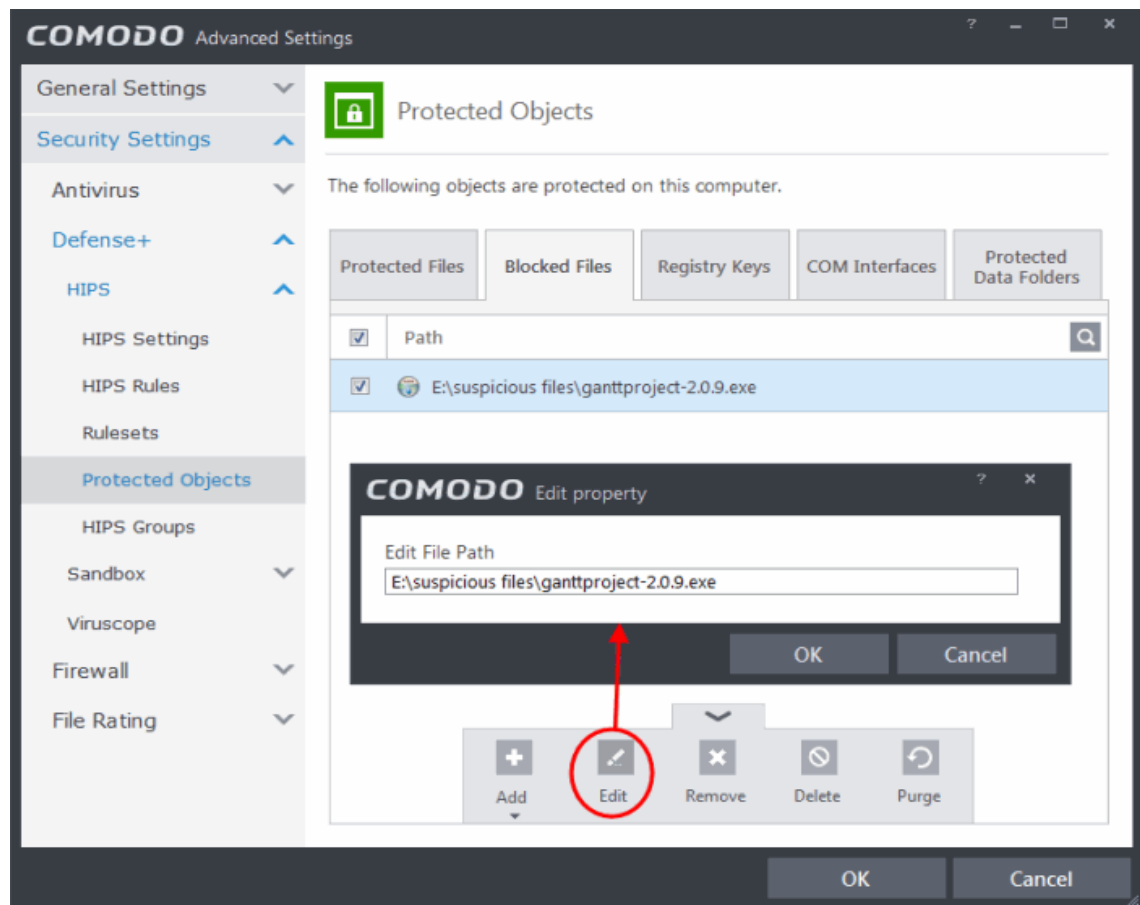 COMODO Advanced Settings
? _ □ ×
General Settings
Security Settings
Antivirus
Defense+
HIPS
HIPS Settings
HIPS Rules
Rulesets
Protected Objects
HIPS Groups
Sandbox
Viruscope
Firewall
File Rating
Protected Objects
The following objects are protected on this computer.
Protected Files
Blocked Files
Registry Keys
COM Interfaces
Protected
Data Folders
Path
E:\suspicious files\ganttproject-2.0.9.exe
COMODO Edit property
? ×
Edit File Path
E:\suspicious files\ganttproject-2.0.9.exe
OK
Cancel
Add
Edit
Remove
Delete
Purge
OK
Cancel